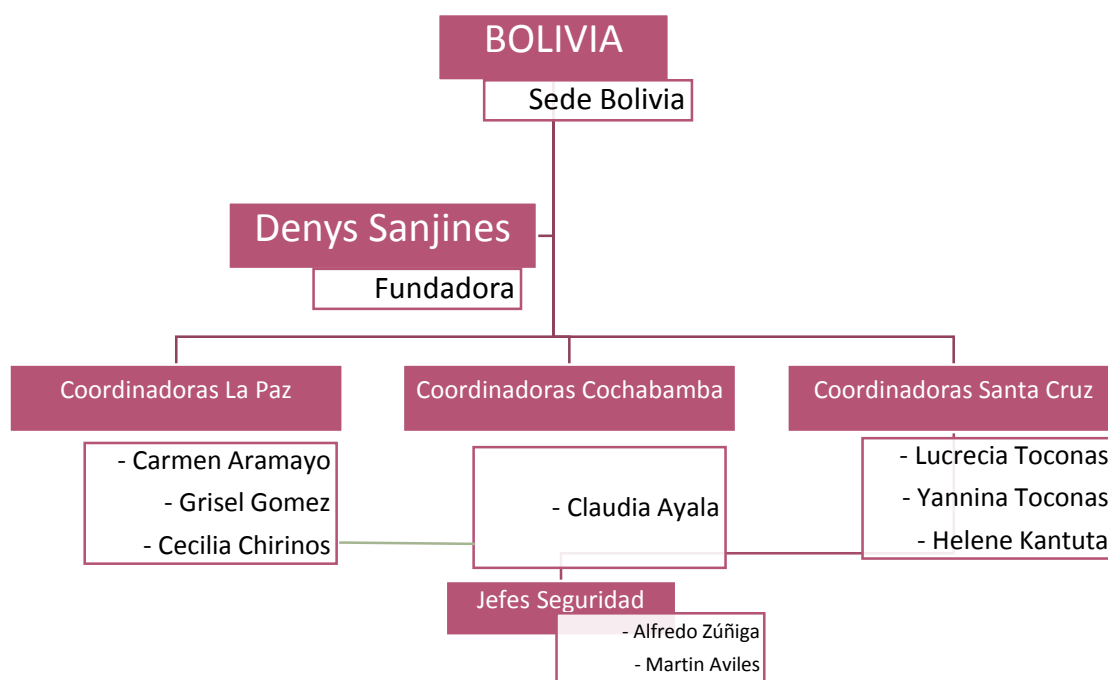 BOLIVIA
Sede Bolivia
Denys Sanjines
Fundadora
Coordinadoras La Paz
- Carmen Aramayo
- Grisel Gomez
- Cecilia Chirinos
Coordinadoras Cochabamba
- Claudia Ayala
Coordinadoras Santa Cruz
- Lucrecia Toconas
- Yannina Toconas
- Helene Kantuta
Jefes Seguridad
- Alfredo Zúñiga
- Martin Aviles